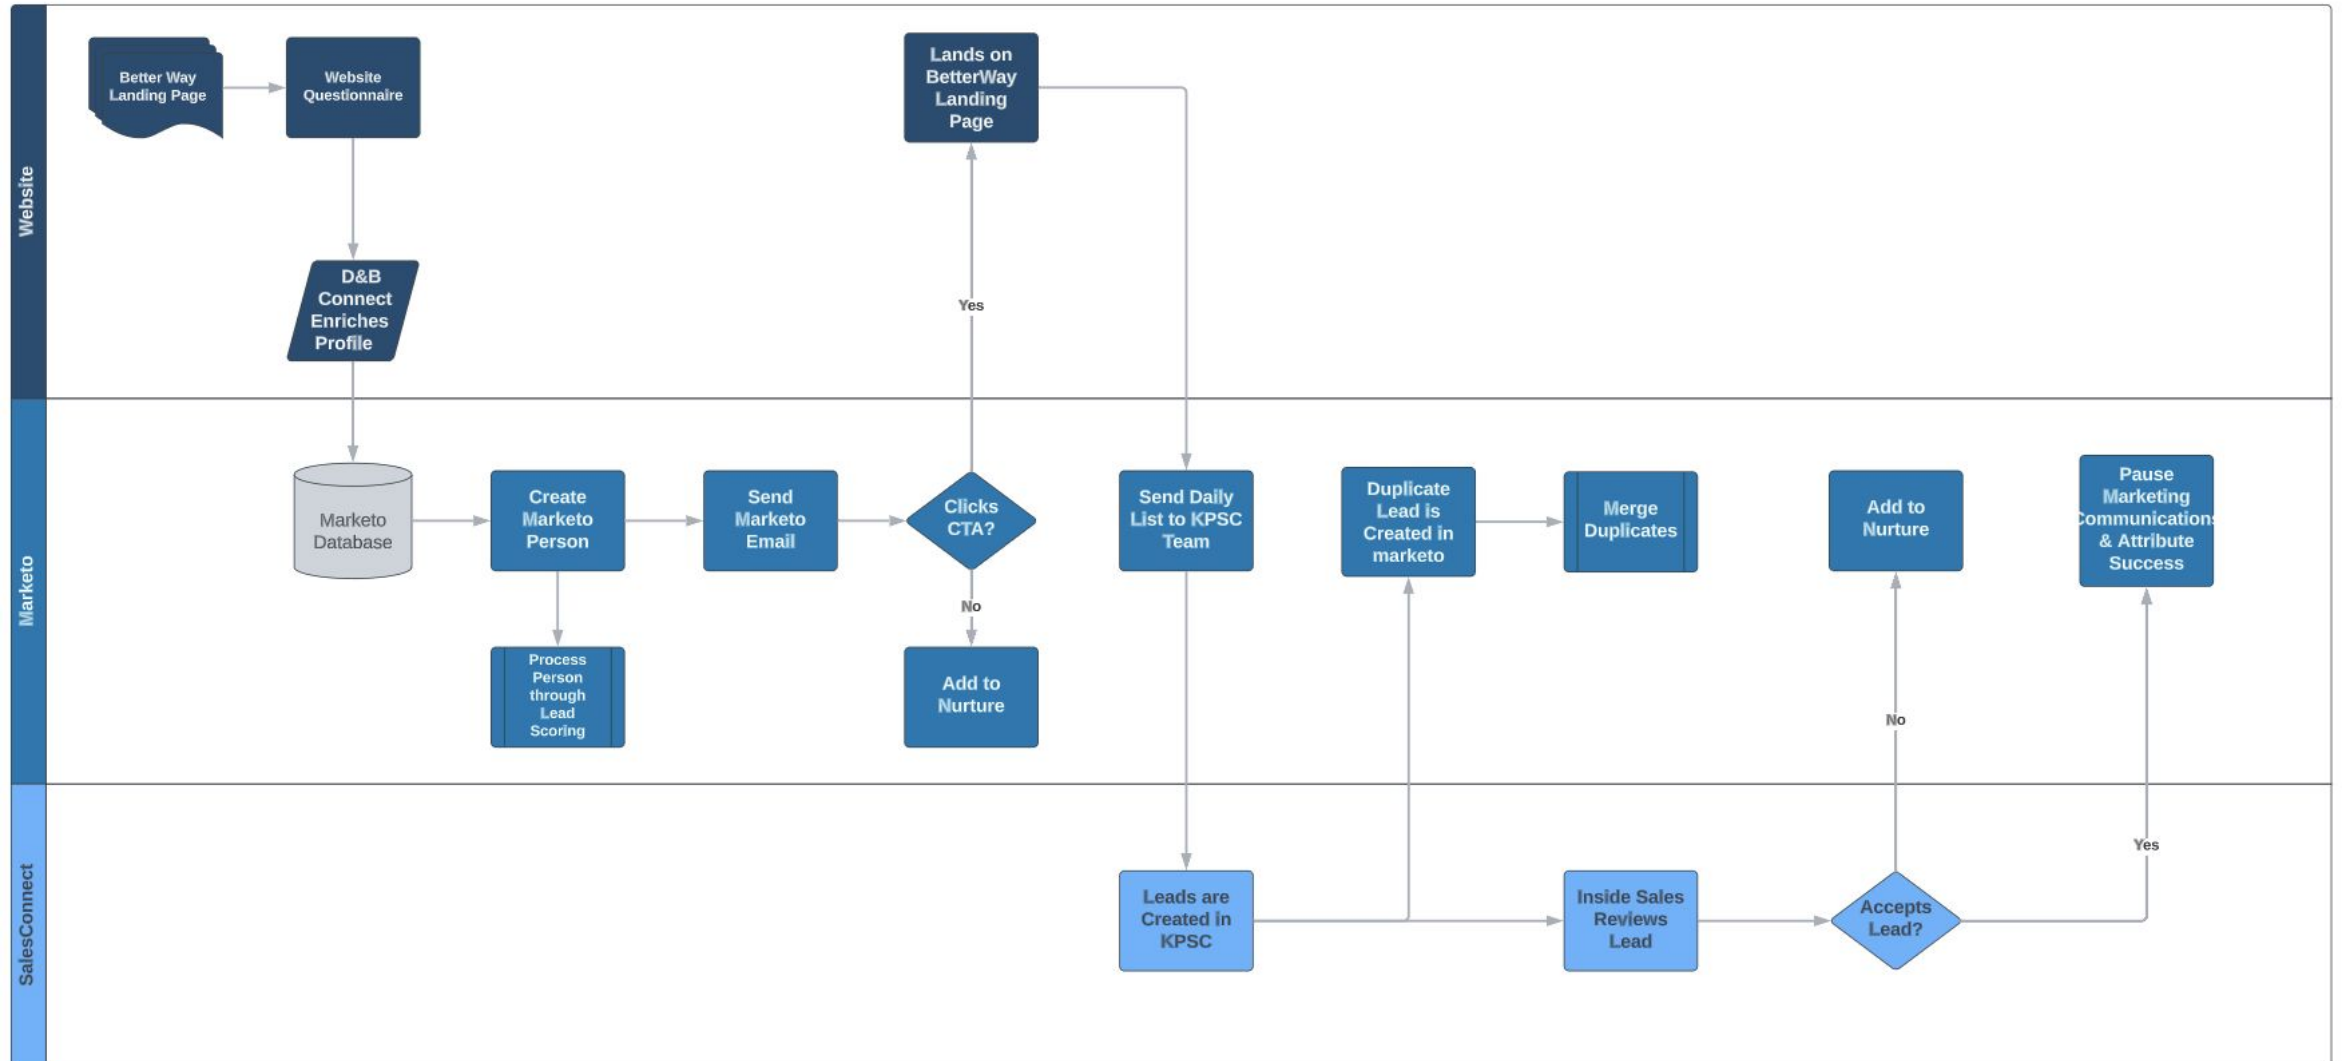 Website
Better Way
Landing Page
Website
Questionnaire
Lands on
BetterWay
Landing
Page
D&B
Connect
Enriches
Profile
Yes
Marketo
Marketo
Database
Create
Marketo
Person
Send
Marketo
Email
Clicks
CTA?
Send Daily
List to KPSC
Team
Duplicate
Lead is
Created in
marketo
Merge
Duplicates
Add to
Nurture
Pause
Marketing
Communications
& Attribute
Success
No
Process
Person
through
Lead
Scoring
Add to
Nurture
No
Yes
SalesConnect
Leads are
Created in
KPSC
Inside Sales
Reviews
Lead
Accepts
Lead?